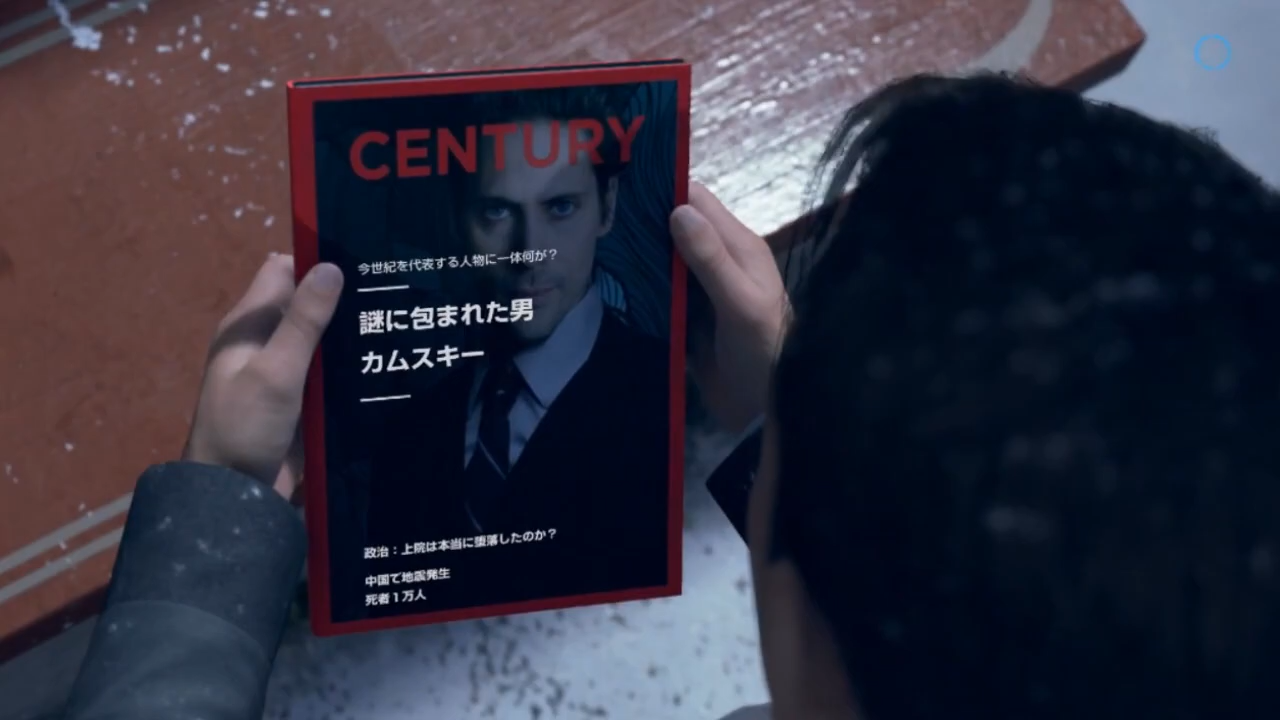 CENTURY
今世紀を代表する人物に一体何が？
謎に包まれた男
カムスキー
政治：上院は本当に堕落したのか？
中国で地震発生
死者1万人